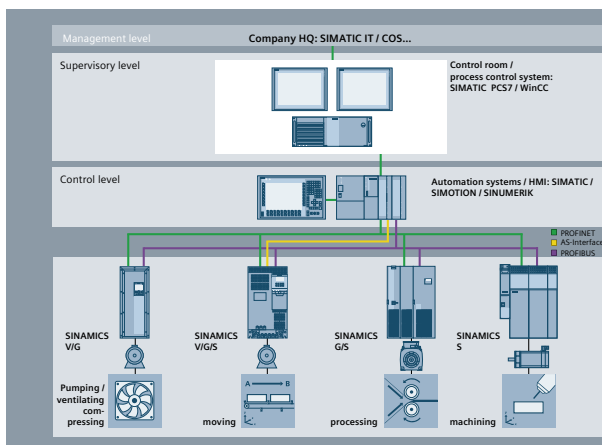 Management level
Company HQ: SIMATIC IT / COS...
Supervisory level
Control room /
process control system:
SIMATIC PCS7 / WinCC
Control level
Automation systems / HMI: SIMATIC /
SIMOTION / SINUMERIK
PROFINET
AS-Interface
PROFIBUS
SINAMICS
V/G
SINAMICS
V/G/S
SINAMICS
G/S
SINAMICS
S
Pumping /
ventilating
com-
pressing
A
B
moving
processing
machining